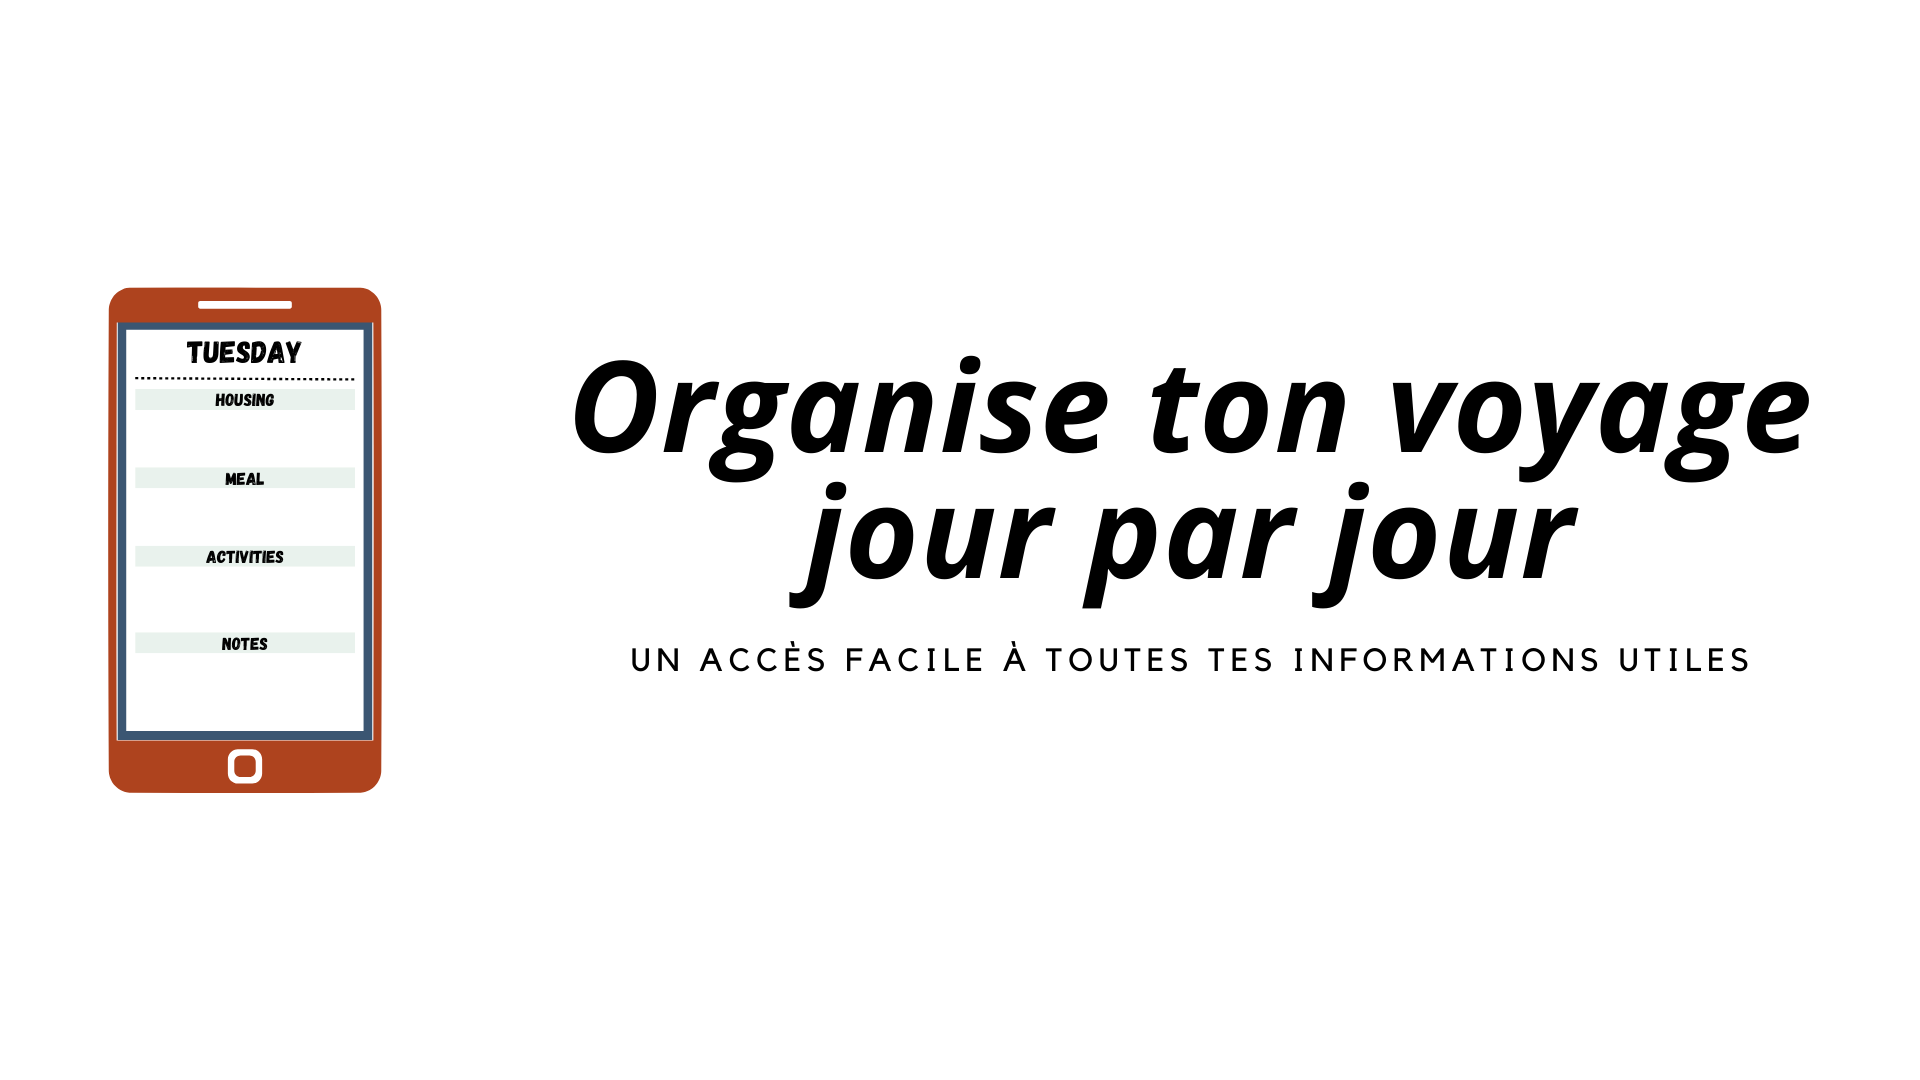 TUESDAY
HOUSING
MEAL
ACTIVITIES
NOTES
Organise ton voyage
jour par jour
UN ACCÈS FACILE À TOUTES TES INFORMATIONS UTILES